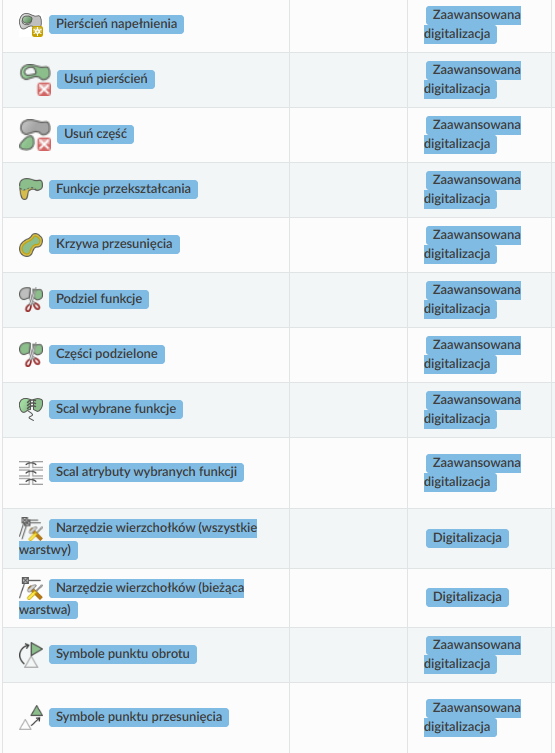 Pierścień napełnienia
Zaawansowana
digitalizacja
Usuń pierścień
Zaawansowana
digitalizacja
Usuń część
Zaawansowana
digitalizacja
Funkcje przekształcania
Zaawansowana
digitalizacja
Krzywa przesunięcia
Zaawansowana
digitalizacja
Podziel funkcje
Zaawansowana
digitalizacja
Części podzielone
Zaawansowana
digitalizacja
Scal wybrane funkcje
Zaawansowana
digitalizacja
Scal atrybuty wybranych funkcji
Zaawansowana
digitalizacja
Narzędzie wierzchołków (wszystkie
warstwy)
Digitalizacja
Narzędzie wierzchołków (bieżąca
warstwa)
Digitalizacja
Symbole punktu obrotu
Zaawansowana
digitalizacja
Symbole punktu przesunięcia
Zaawansowana
digitalizacja